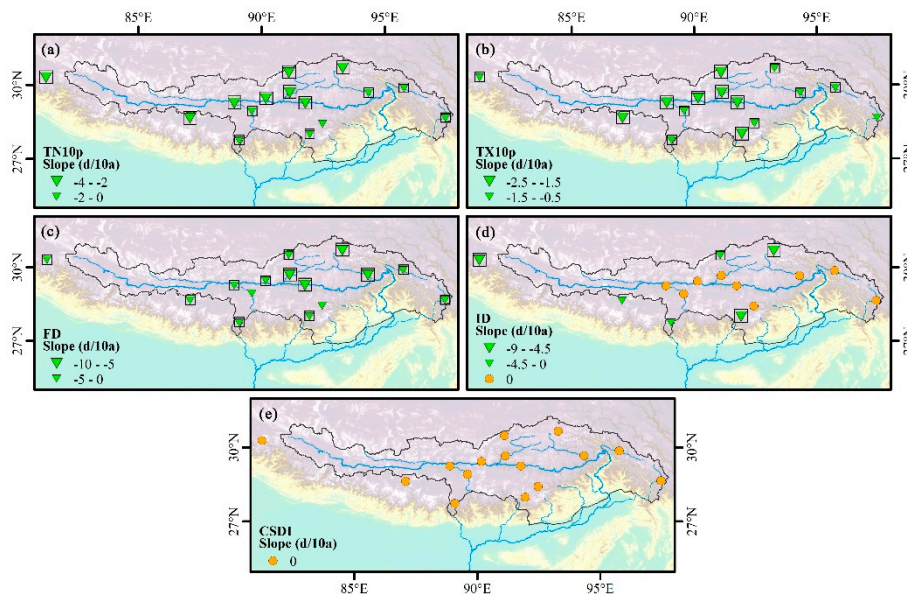 85°E 90°E 95°E
(a)
30°N
27°N
TN10p
Slope (d/10a)
-4 - -2
-2 - 0
85°E 90°E 95°E
(b)
30°N
27°N
TX10p
Slope (d/10a)
-2.5 - -1.5
-1.5 - -0.5
(c)
30°N
27°N
FD
Slope (d/10a)
-10 - -5
-5 - 0
(d)
30°N
27°N
ID
Slope (d/10a)
-9 - -4.5
-4.5 - 0
0
(e)
30°N
27°N
30°N
27°N
CSDI
Slope (d/10a)
0
85°E 90°E 95°E